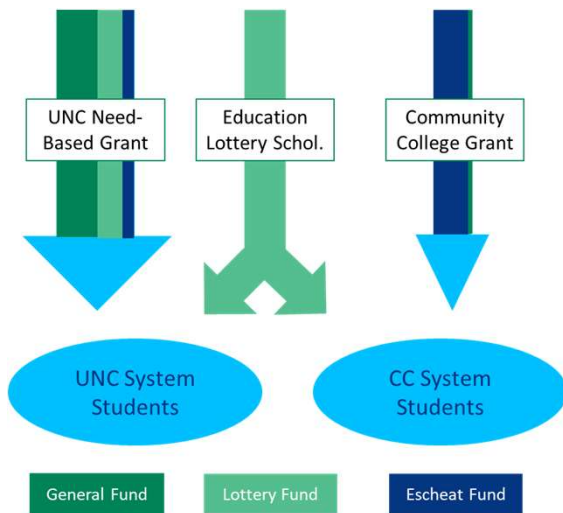 UNC Need-
Based Grant
Education
Lottery Schol.
Community
College Grant
UNC System
Students
CC System
Students
General Fund
Lottery Fund
Escheat Fund